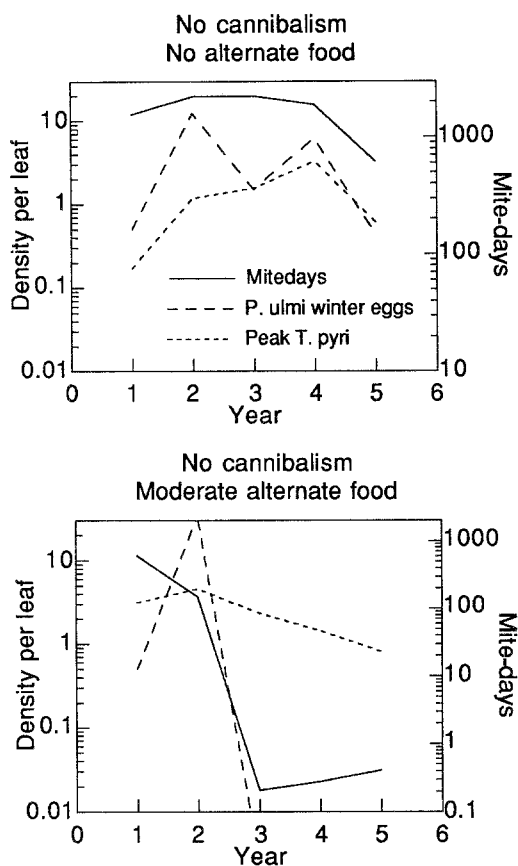 No cannibalism
No alternate food
10
1
0.1
0.01
Density per leaf
1000
100
10
Mite-days
Mitedays
P. ulmi winter eggs
Peak T. pyri
0 1 2 3 4 5 6
Year
No cannibalism
Moderate alternate food
10
1
0.1
0.01
Density per leaf
1000
100
10
1
0.1
Mite-days
0 1 2 3 4 5 6
Year